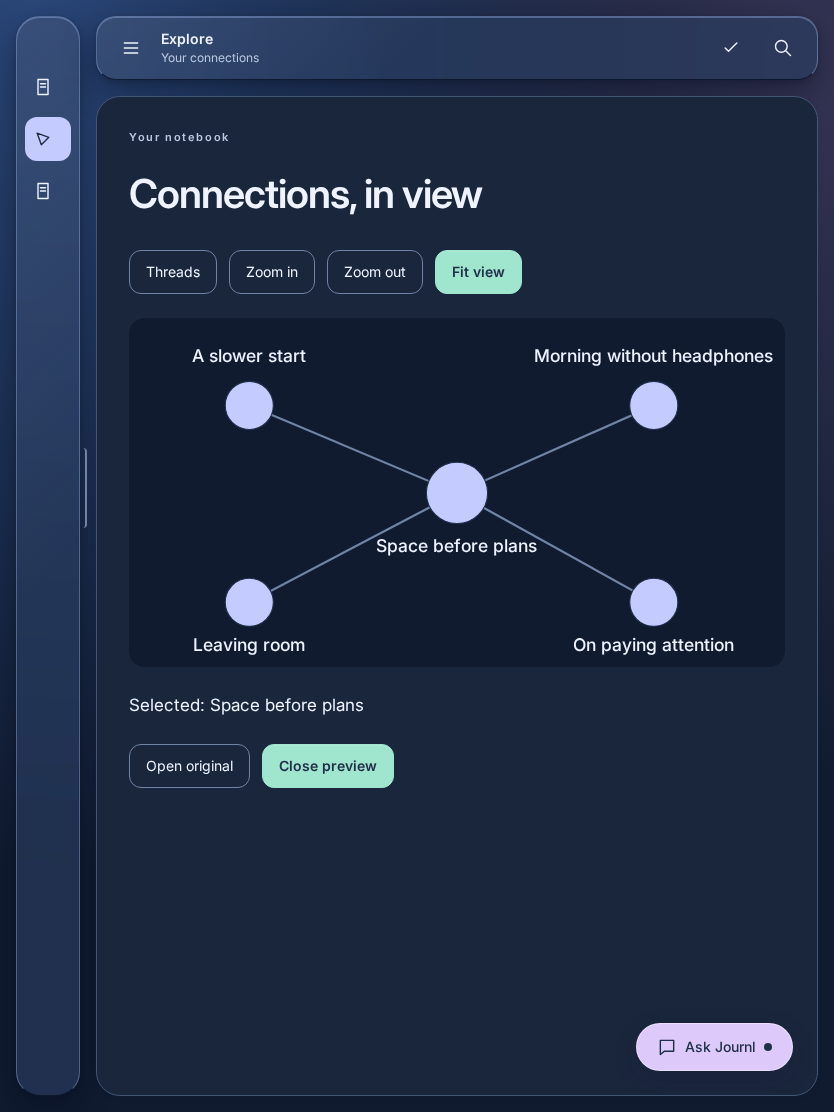 Explore
Your connections
Your notebook
Connections, in view
Threads
Zoom in
Zoom out
Fit view
A slower start
Morning without headphones
Space before plans
Leaving room
On paying attention
Selected: Space before plans
Open original
Close preview
Ask Journl